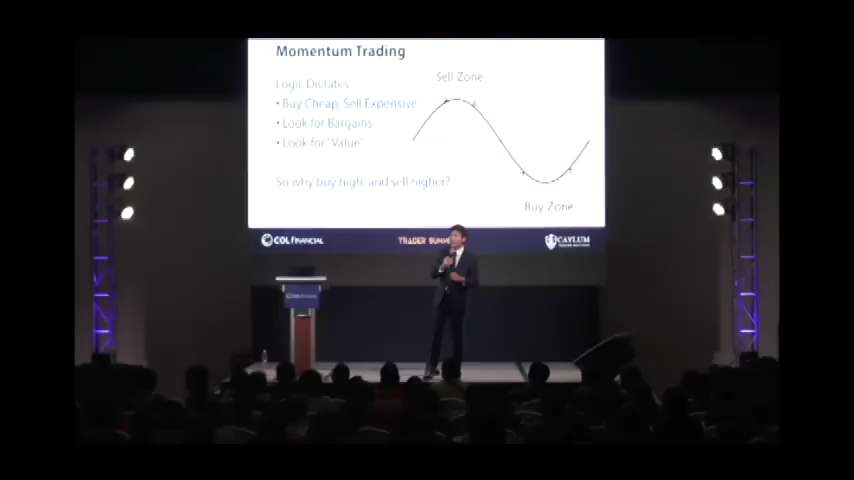 Momentum Trading
Sell Zone
Logic Dictates
• Buy Cheap, Sell Expensive
• Look for Bargains
• Look for "Value"
So why buy high, and sell higher?
Buy Zone
COL FINANCIAL
TRADER
CAYLUM